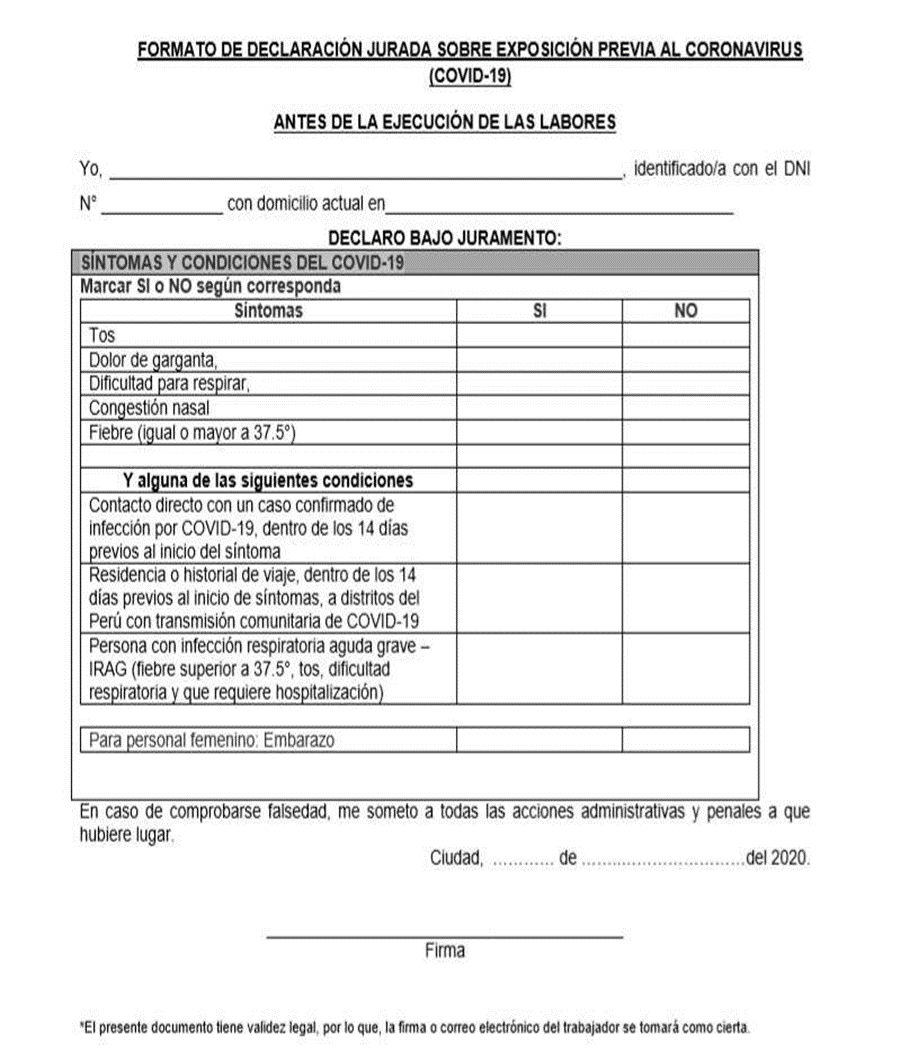 FORMATO DE DECLARACIÓN JURADA SOBRE EXPOSICIÓN PREVIA AL CORONAVIRUS
(COVID-19)
ANTES DE LA EJECUCIÓN DE LAS LABORES
Yo, ____________________________________________________, identificado/a con el DNI
N° ____________ con domicilio actual en___________________________________
DECLARO BAJO JURAMENTO:
SÍNTOMAS Y CONDICIONES DEL COVID-19
Marcar SI o NO según corresponda
Síntomas SI NO
Tos
Dolor de garganta,
Dificultad para respirar,
Congestión nasal
Fiebre (igual o mayor a 37.5°)
Y alguna de las siguientes condiciones
Contacto directo con un caso confirmado de
infección por COVID-19, dentro de los 14 días
previos al inicio del síntoma
Residencia o historial de viaje, dentro de los 14
días previos al inicio de síntomas, a distritos del
Perú con transmisión comunitaria de COVID-19
Persona con infección respiratoria aguda grave –
IRAG (fiebre superior a 37.5°, tos, dificultad
respiratoria y que requiere hospitalización)
Para personal femenino: Embarazo
En caso de comprobarse falsedad, me someto a todas las acciones administrativas y penales a que
hubiere lugar.
Ciudad, ............ de ................................del 2020.
Firma
*El presente documento tiene validez legal, por lo que, la firma o correo electrónico del trabajador se tomará como cierta.